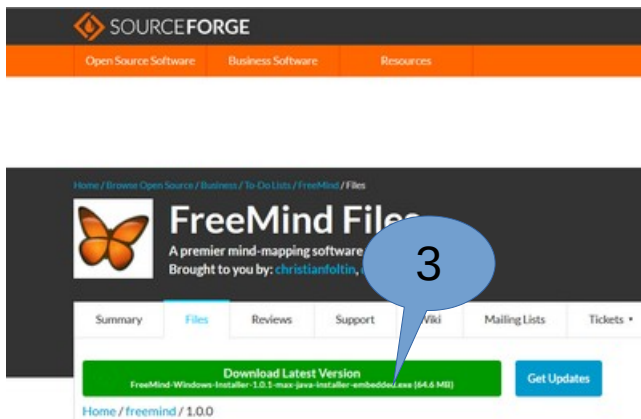 SOURCEFORGE
Open Source Software Business Software Resources
Home / Browse Open Source / Business / To-Do Lists / FreeMind / Files
FreeMind Files
A premier mind-mapping software
Brought to you by: christianfoltin,
3
Summary Files Reviews Support Wiki Mailing Lists Tickets
Download Latest Version
FreeMind-Windows-Installer-1.0.1-max-java-installer-embedded.exe (64.6 MB)
Get Updates
Home / freemind / 1.0.0